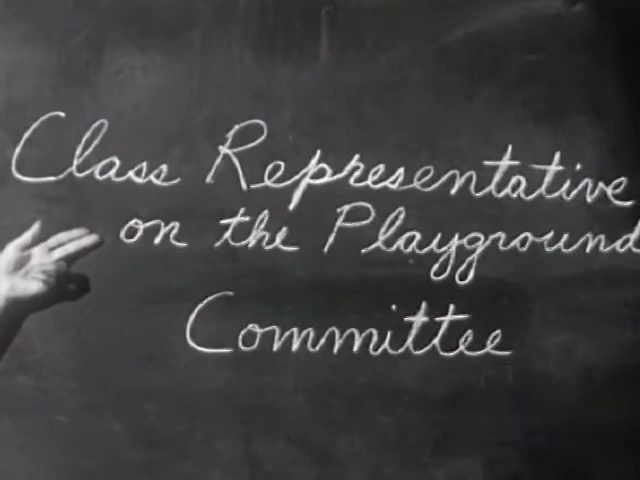 Class Representative
on the Playground
Committee